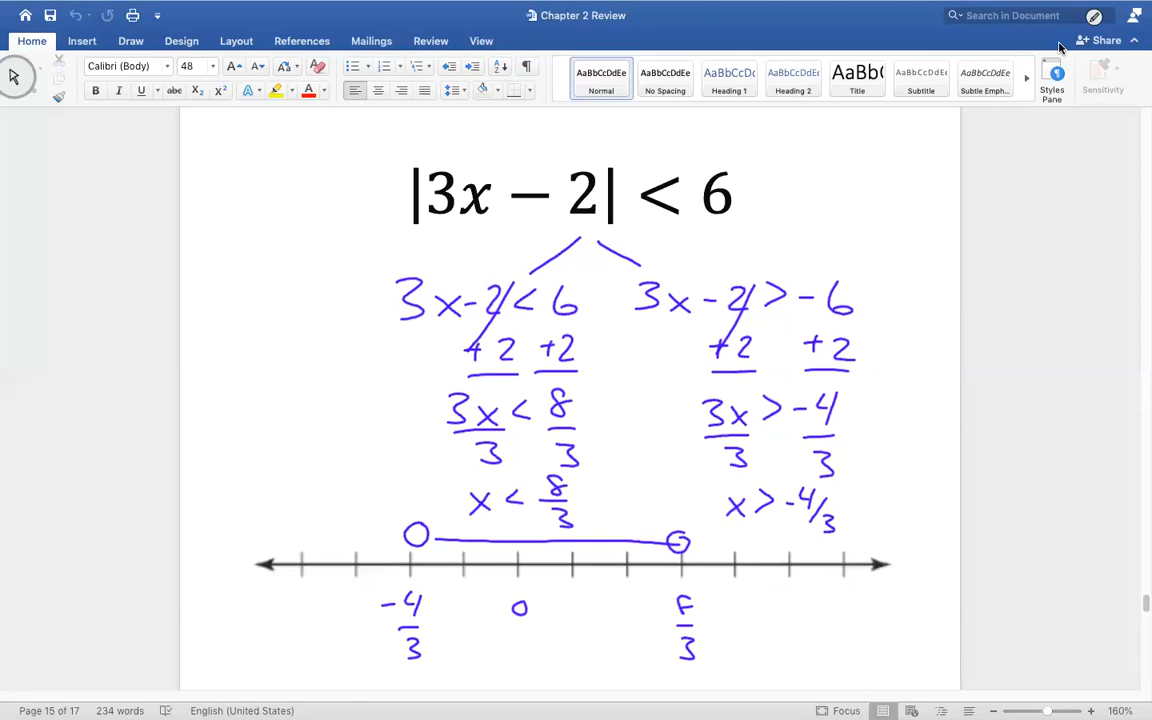 Chapter 2 Review
Search in Document
Home Insert Draw Design Layout References Mailings Review View
Share
Calibri (Body) 48
B I U abc X₂ X² A A
AaBbCcDdEe AaBbCcDdEe AaBbCcDc AaBbCcDdEe AaBbC AaBbCcDdEe AaBbCcDdEe
Normal No Spacing Heading 1 Heading 2 Title Subtitle Subtle Emph...
Styles Pane
Sensitivity
|3x − 2| < 6
3x-2 < 6 3x-2 > -6
+2 +2 +2 +2
3x/3 < 8/3 3x/3 > -4/3
x < 8/3 x > -4/3
-4/3 0 /3
Page 15 of 17 234 words English (United States) Focus 160%